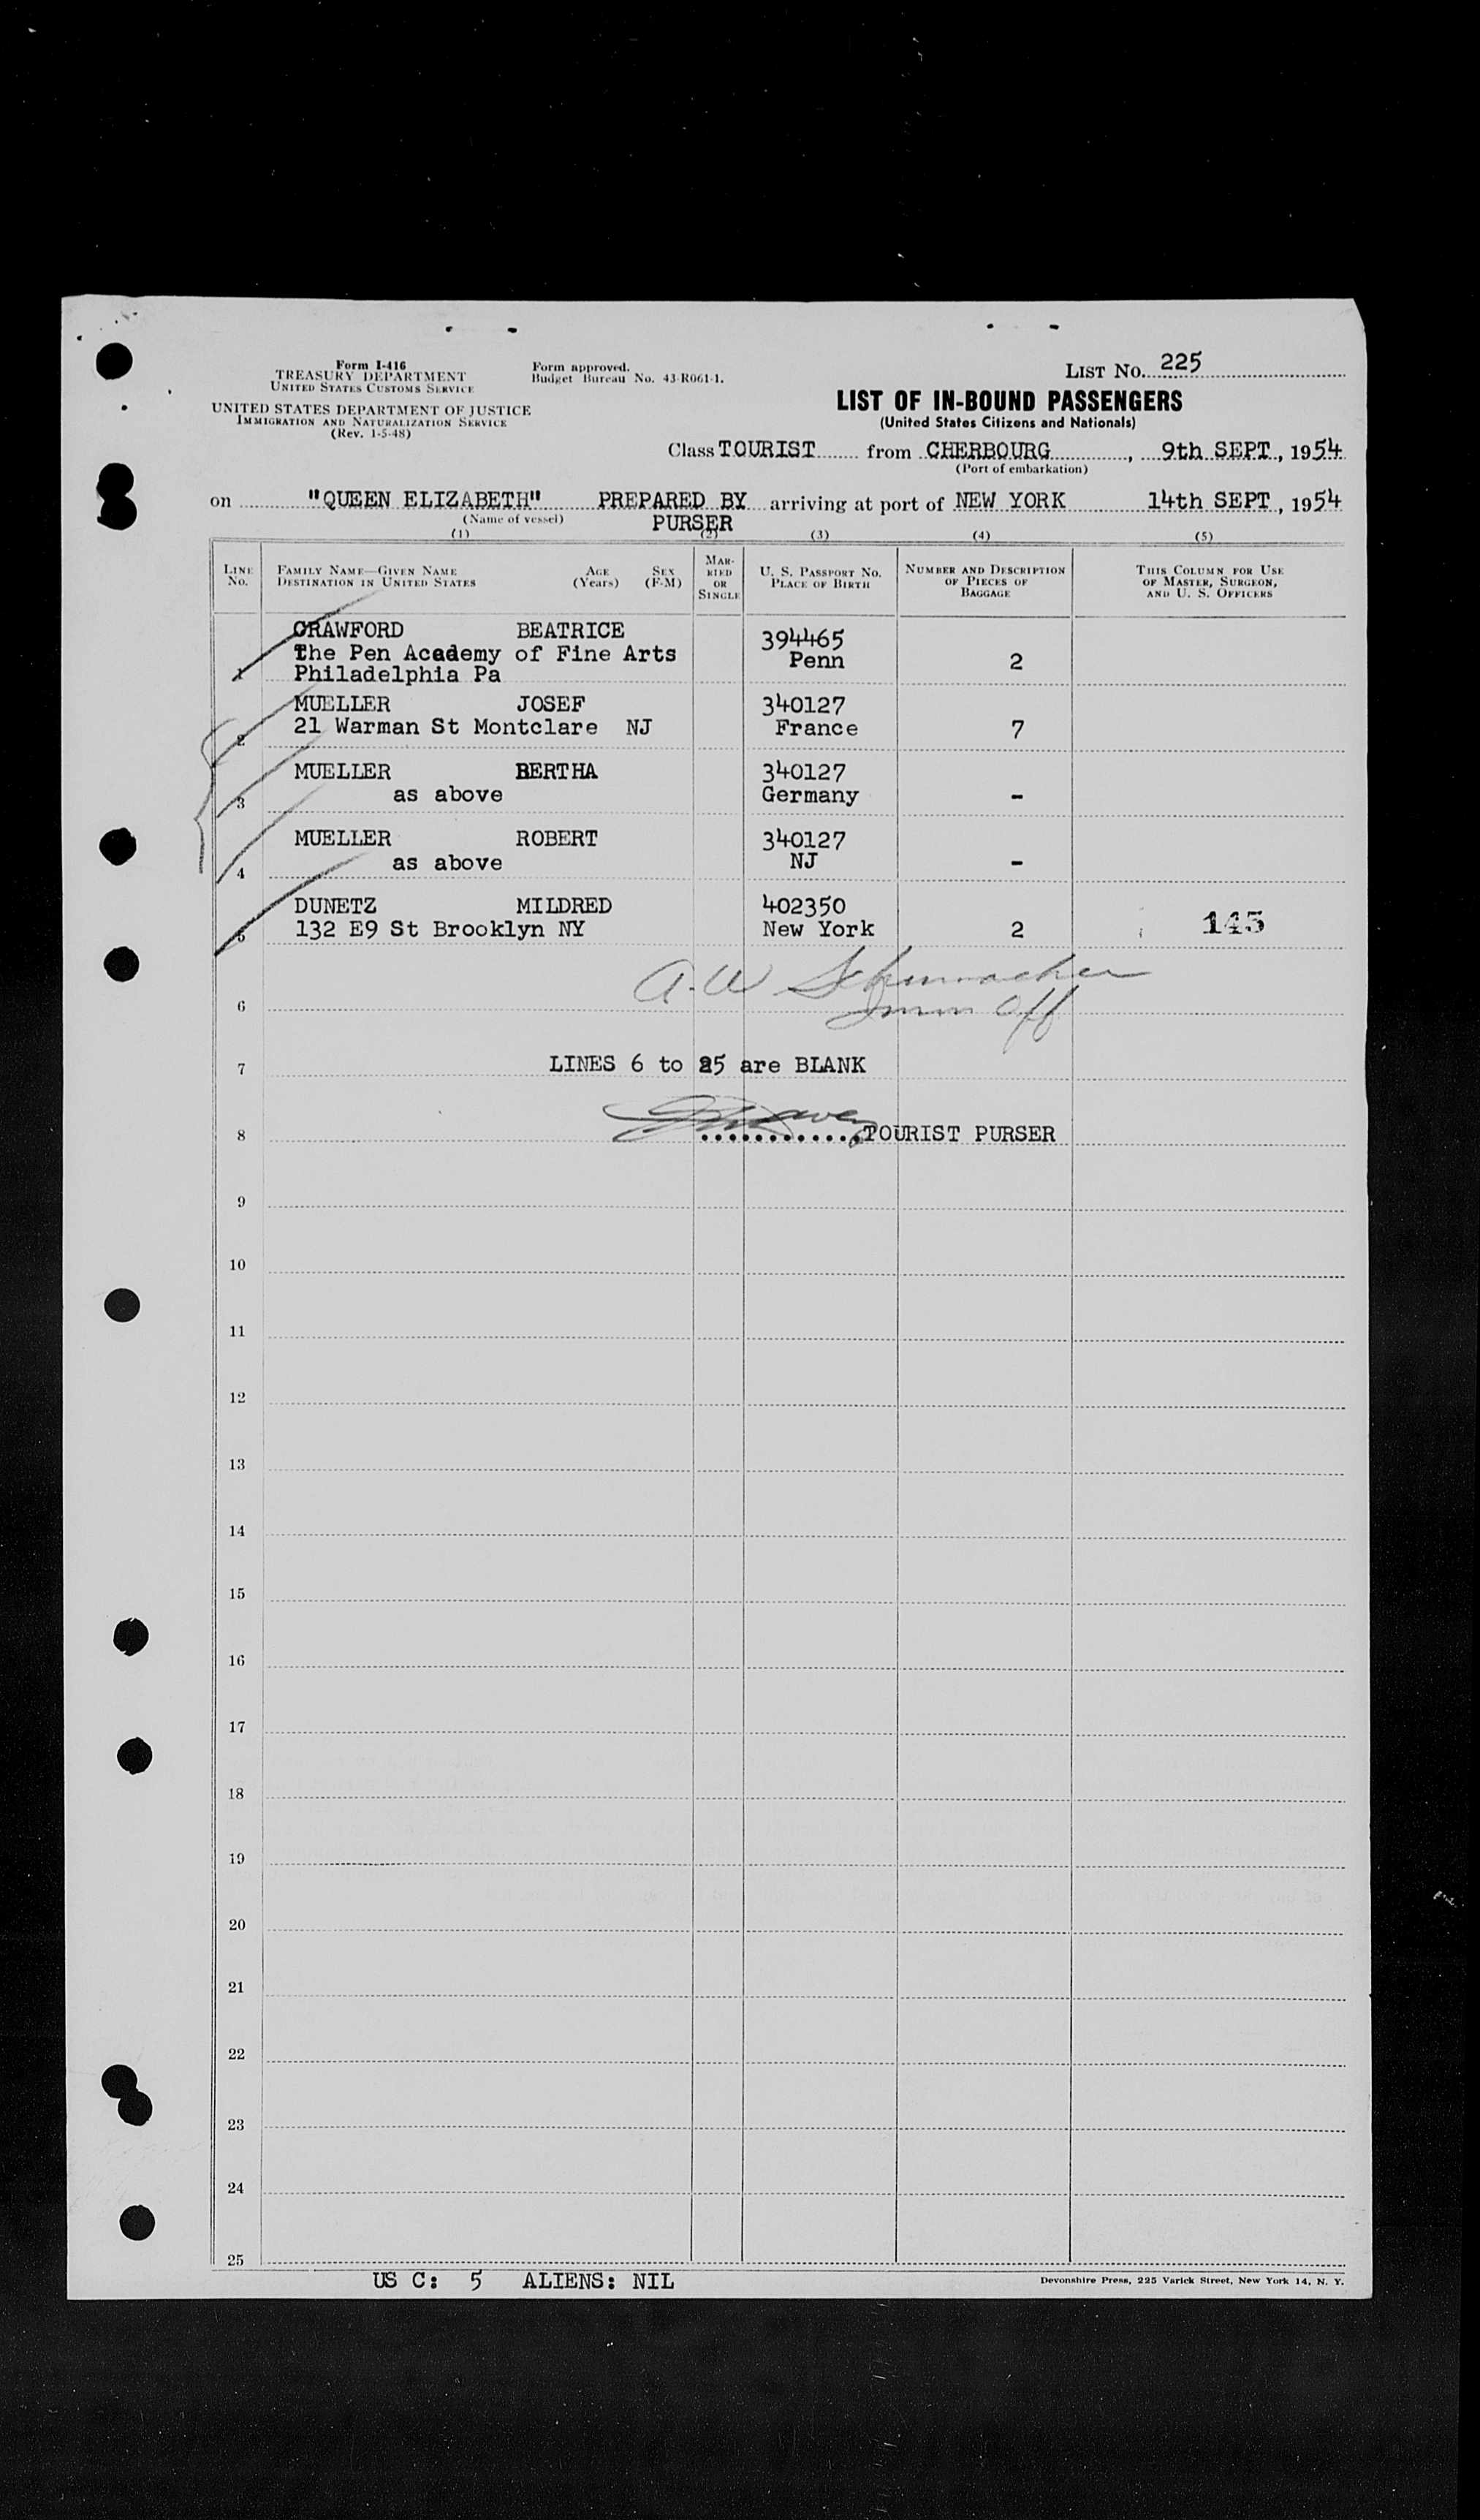 Form I-416
TREASURY DEPARTMENT
UNITED STATES CUSTOMS SERVICE
UNITED STATES DEPARTMENT OF JUSTICE
IMMIGRATION AND NATURALIZATION SERVICE
(Rev. 1-5-48)
Form approved.
Budget Bureau No. 43-R061-1.
LIST No. 225
LIST OF IN-BOUND PASSENGERS
(United States Citizens and Nationals)
Class TOURIST from CHERBOURG, 9th SEPT, 1954
(Port of embarkation)
on "QUEEN ELIZABETH" PREPARED BY arriving at port of NEW YORK 14th SEPT, 1954
(Name of vessel) PURSER
(1) (2) (3) (4) (5)
LINE No. FAMILY NAME—GIVEN NAME DESTINATION IN UNITED STATES AGE (Years) SEX (F-M) MARRIED OR SINGLE U. S. PASSPORT No. PLACE OF BIRTH NUMBER AND DESCRIPTION OF PIECES OF BAGGAGE THIS COLUMN FOR USE OF MASTER, SURGEON, AND U. S. OFFICERS
CRAWFORD BEATRICE 394465
The Pen Academy of Fine Arts Penn 2
1 Philadelphia Pa
MUELLER JOSEF 340127
2 21 Warman St Montclare NJ France 7
MUELLER BERTHA 340127
3 as above Germany -
MUELLER ROBERT 340127
4 as above NJ -
DUNETZ MILDRED 402350
5 132 E9 St Brooklyn NY New York 2 145
A.W Schumacher
6 Imm Off
7 LINES 6 to 25 are BLANK
8 TOURIST PURSER
9
10
11
12
13
14
15
16
17
18
19
20
21
22
23
24
25
US C: 5 ALIENS: NIL
Devonshire Press, 225 Varick Street, New York 14, N. Y.